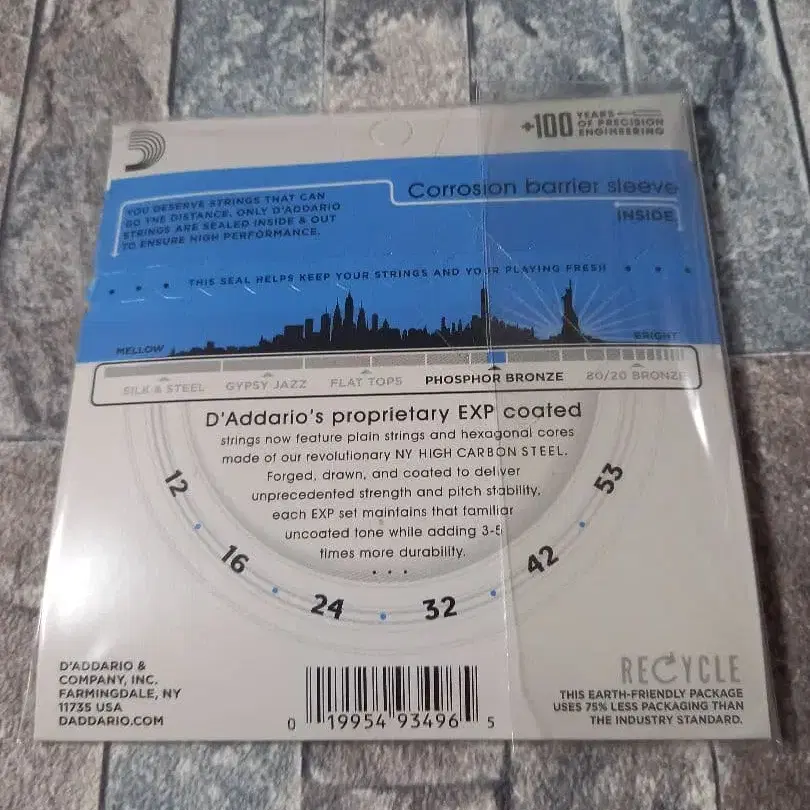 +100 YEARS
OF PRECISION
ENGINEERING
Corrosion barrier sleeve
INSIDE.
YOU DESERVE STRINGS THAT CAN
GO THE DISTANCE. ONLY D'ADDARIO
STRINGS ARE SEALED INSIDE & OUT
TO ENSURE HIGH PERFORMANCE.
THIS SEAL HELPS KEEP YOUR STRINGS AND YOUR PLAYING FRESH
MELLOW
BRIGHT
SILK & STEEL
GYPSY JAZZ
FLAT TOPS
PHOSPHOR BRONZE
80/20 BRONZE
D'Addario's proprietary EXP coated
strings now feature plain strings and hexagonal cores
made of our revolutionary NY HIGH CARBON STEEL.
Forged, drawn, and coated to deliver
unprecedented strength and pitch stability,
each EXP set maintains that familiar
uncoated tone while adding 3-5
times more durability.
• • •
12
16
24
32
42
53
D'ADDARIO &
COMPANY, INC.
FARMINGDALE, NY
11735 USA
DADDARIO.COM
0 19954 93496 5
RECYCLE
THIS EARTH-FRIENDLY PACKAGE
USES 75% LESS PACKAGING THAN
THE INDUSTRY STANDARD.